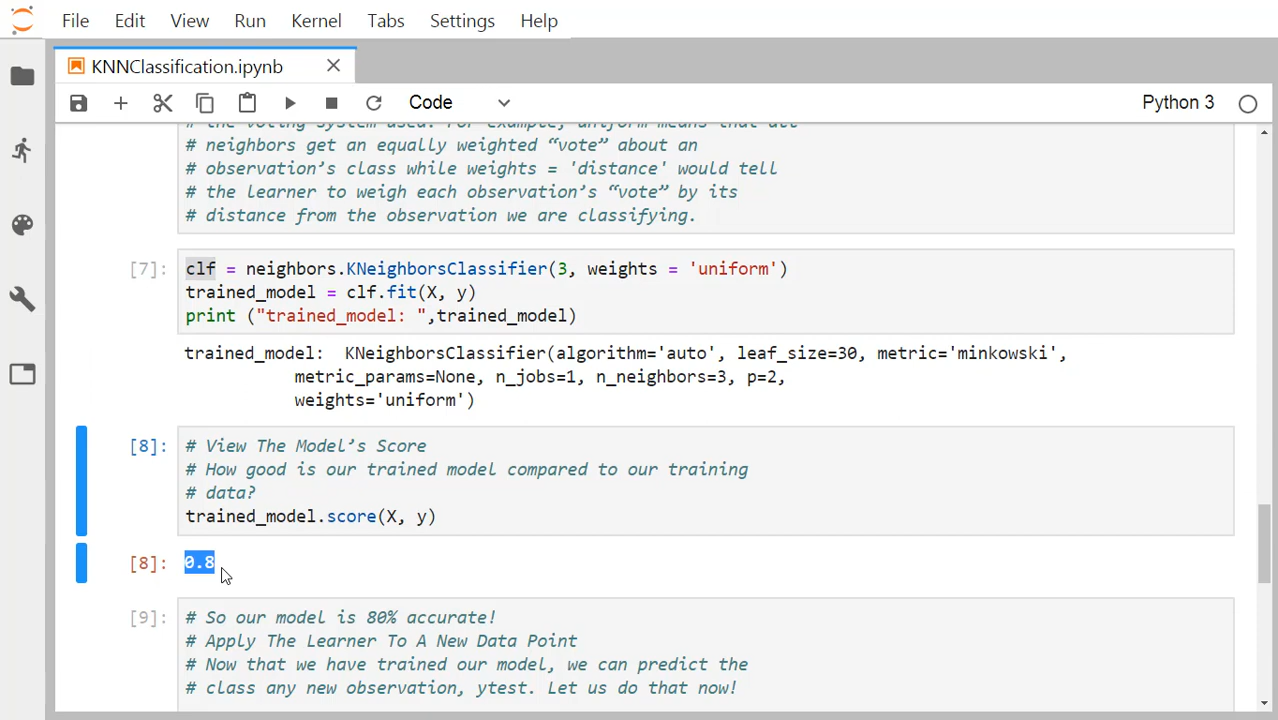 File Edit View Run Kernel Tabs Settings Help
KNNClassification.ipynb
Code Python 3
# the voting system used. For example, uniform means that all
# neighbors get an equally weighted “vote” about an
# observation’s class while weights = 'distance' would tell
# the learner to weigh each observation’s “vote” by its
# distance from the observation we are classifying.
[7]: clf = neighbors.KNeighborsClassifier(3, weights = 'uniform')
trained_model = clf.fit(X, y)
print ("trained_model: ",trained_model)
trained_model:  KNeighborsClassifier(algorithm='auto', leaf_size=30, metric='minkowski',
metric_params=None, n_jobs=1, n_neighbors=3, p=2,
weights='uniform')
[8]: # View The Model’s Score
# How good is our trained model compared to our training
# data?
trained_model.score(X, y)
[8]: 0.8
[9]: # So our model is 80% accurate!
# Apply The Learner To A New Data Point
# Now that we have trained our model, we can predict the
# class any new observation, ytest. Let us do that now!